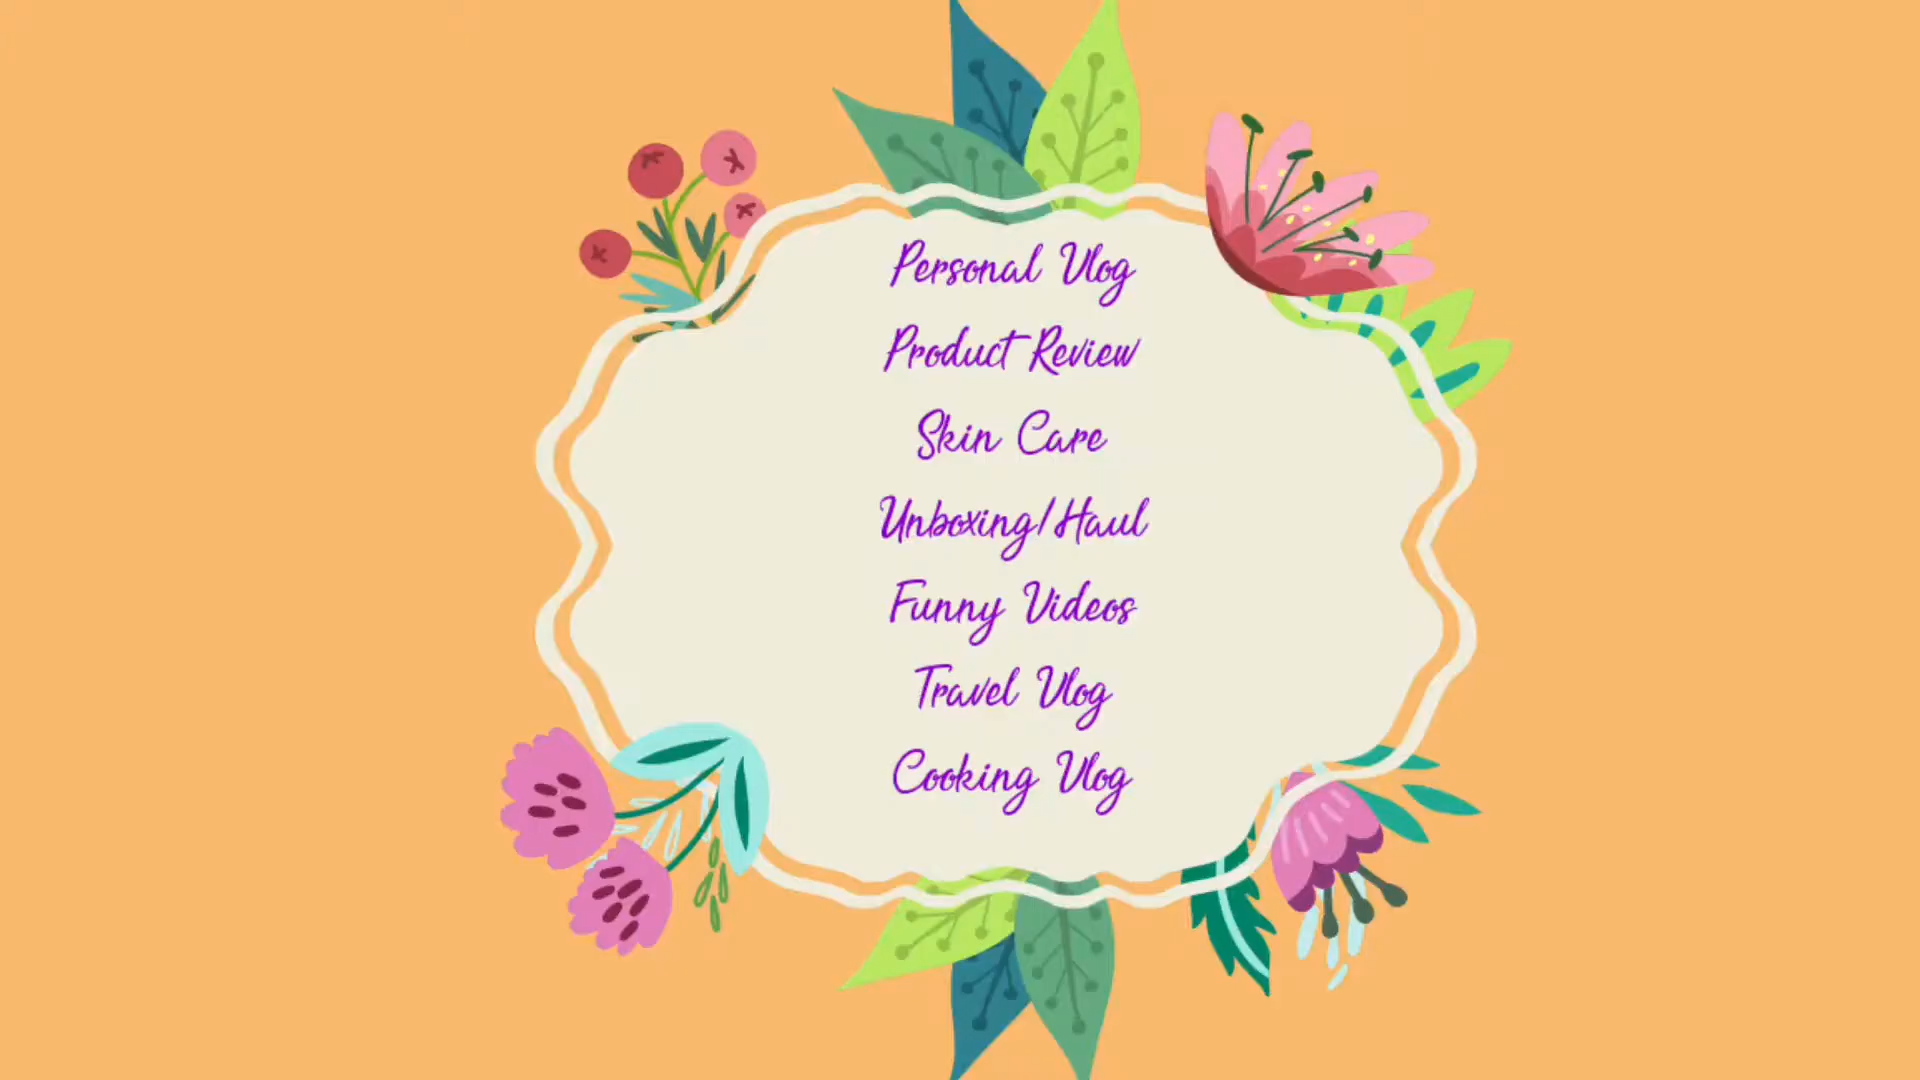 Personal Vlog
Product Review
Skin Care
Unboxing/Haul
Funny Videos
Travel Vlog
Cooking Vlog